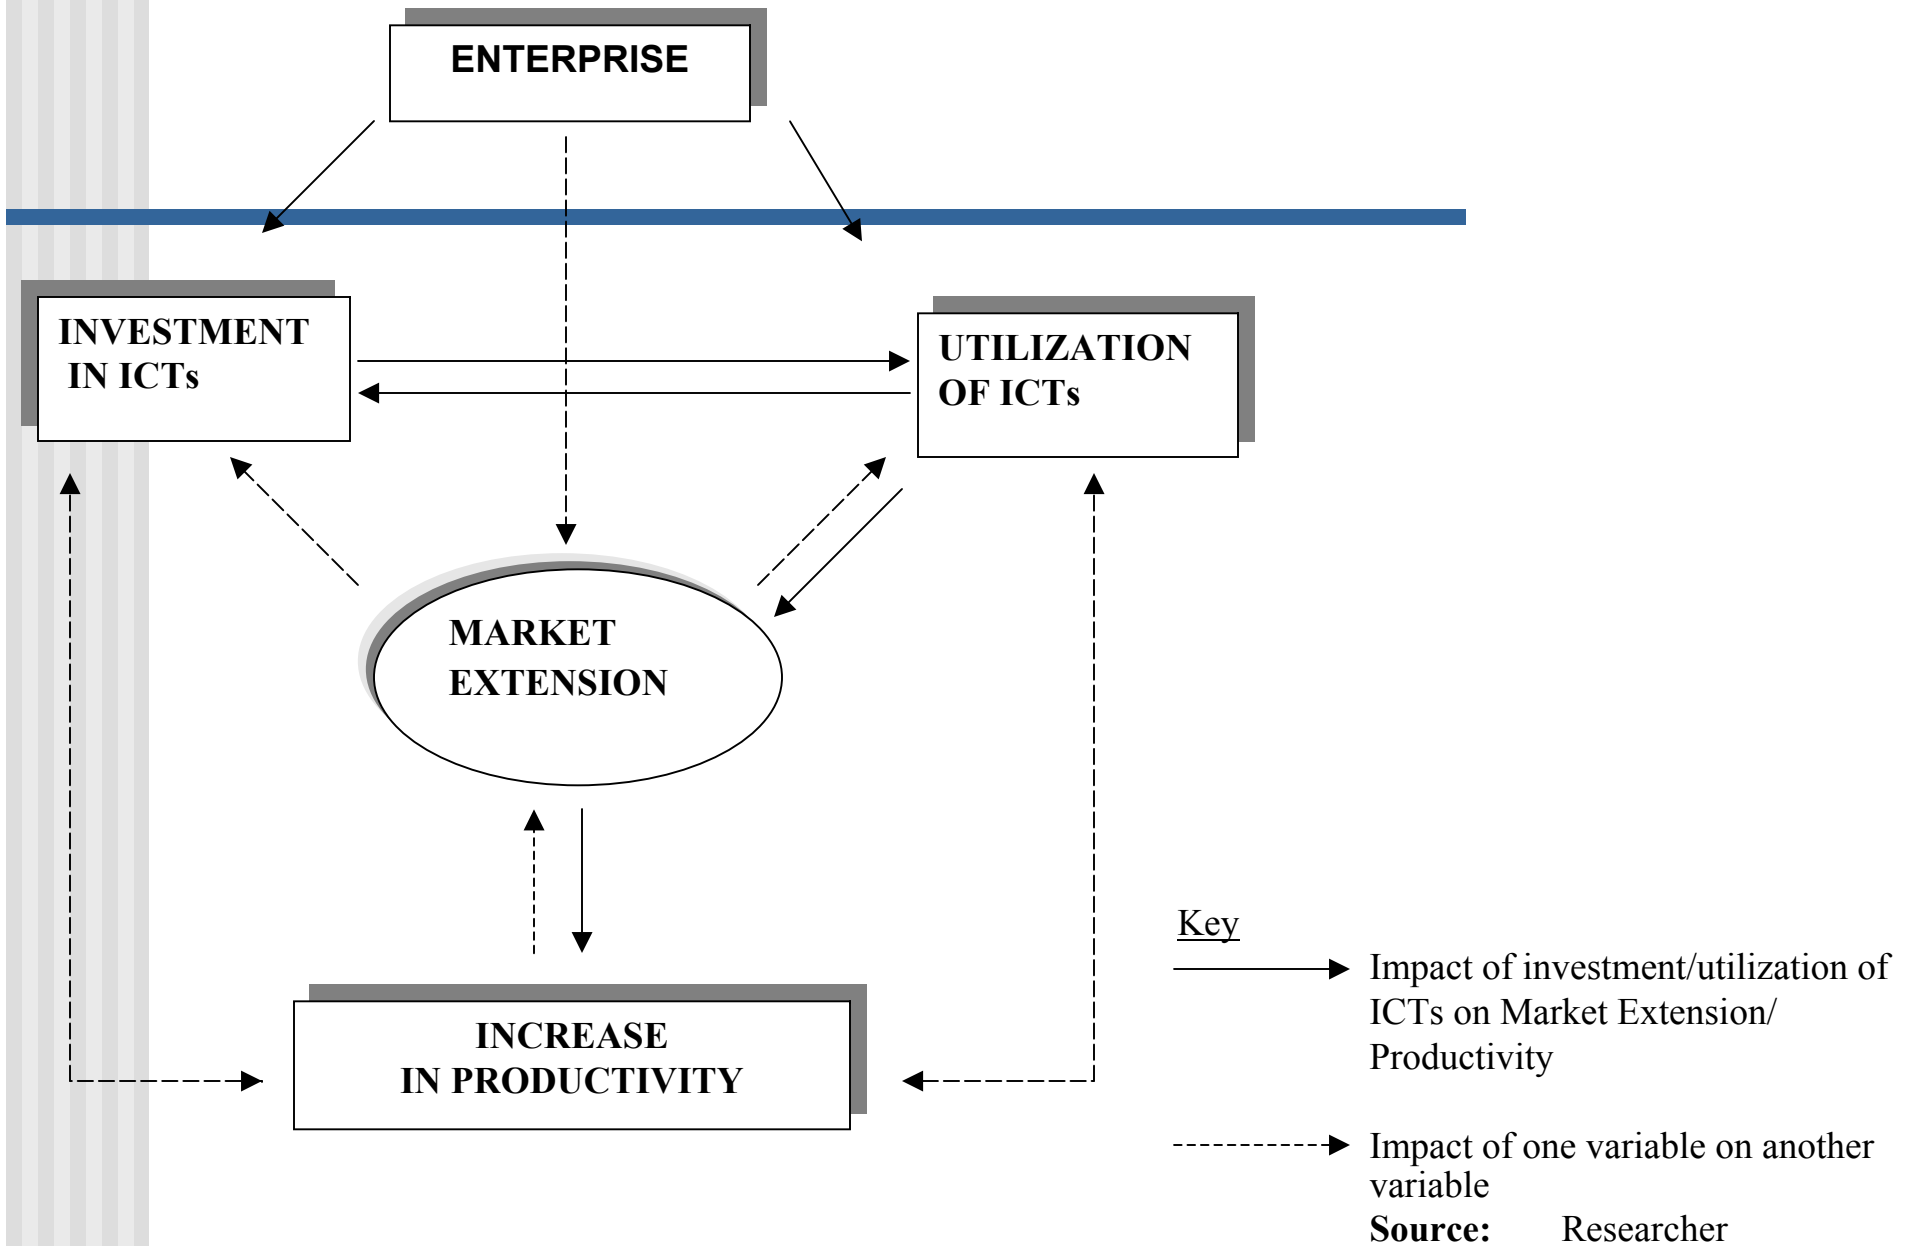 ENTERPRISE
INVESTMENT
IN ICTs
UTILIZATION
OF ICTs
MARKET
EXTENSION
INCREASE
IN PRODUCTIVITY
Key
Impact of investment/utilization of
ICTs on Market Extension/
Productivity
Impact of one variable on another
variable
Source: Researcher